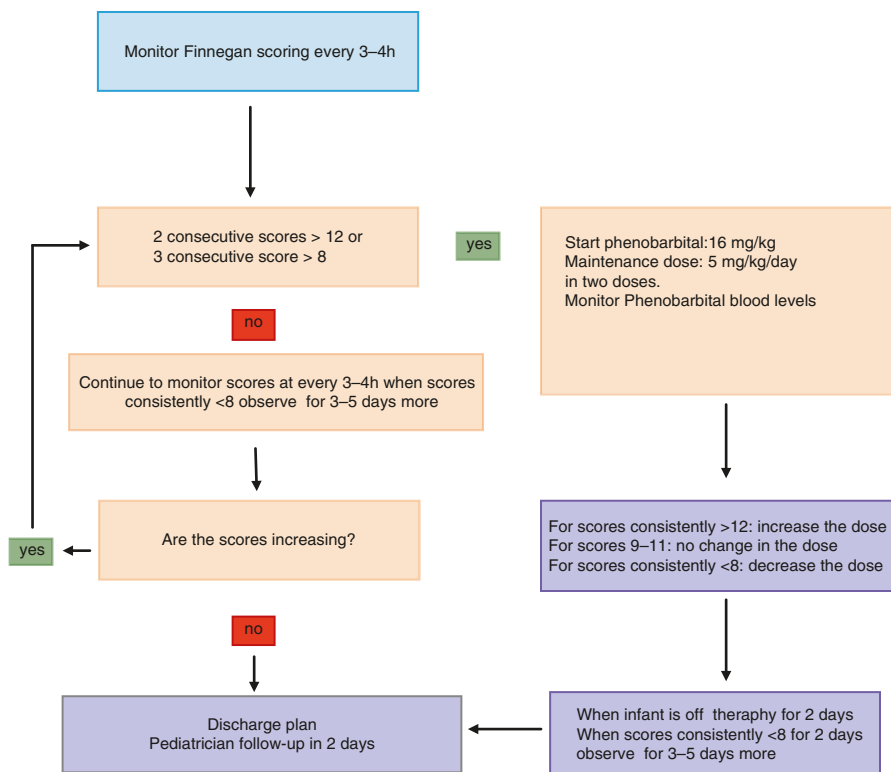 Monitor Finnegan scoring every 3–4h
2 consecutive scores > 12 or
3 consecutive score > 8
yes
Start phenobarbital:16 mg/kg
Maintenance dose: 5 mg/kg/day
in two doses.
Monitor Phenobarbital blood levels
no
Continue to monitor scores at every 3–4h when scores
consistently <8 observe for 3–5 days more
Are the scores increasing?
yes
For scores consistently >12: increase the dose
For scores 9–11: no change in the dose
For scores consistently <8: decrease the dose
no
Discharge plan
Pediatrician follow-up in 2 days
When infant is off theraphy for 2 days
When scores consistently <8 for 2 days
observe for 3–5 days more